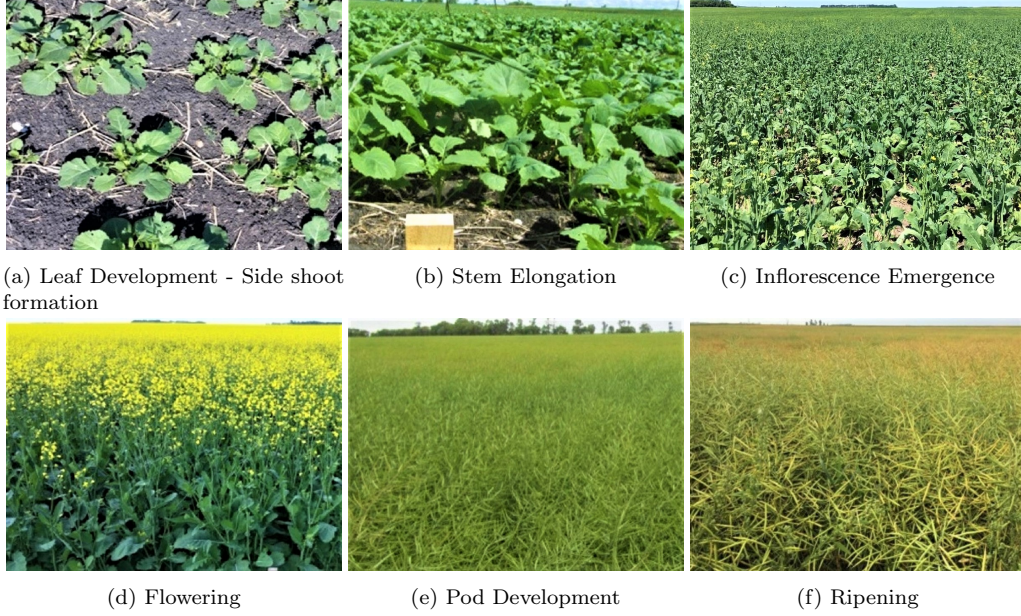 (a) Leaf Development - Side shoot
formation
(b) Stem Elongation
(c) Inflorescence Emergence
(d) Flowering
(e) Pod Development
(f) Ripening